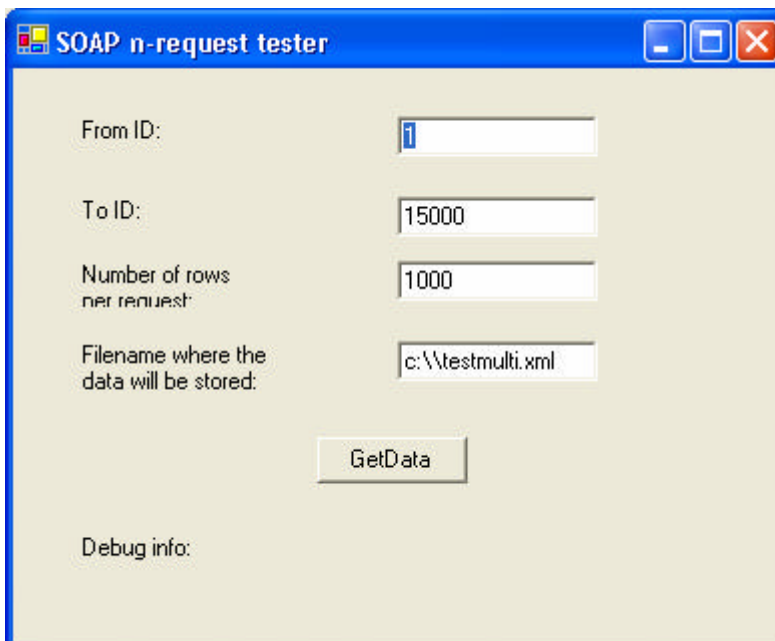 SOAP n-request tester
From ID:
1
To ID:
15000
Number of rows
per request:
1000
Filename where the
data will be stored:
c:\\testmulti.xml
GetData
Debug info: